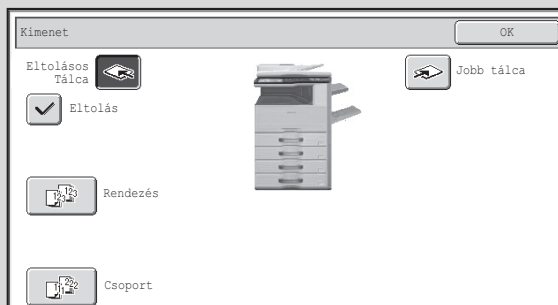 Kimenet
OK
Eltolásos
Tálca
Jobb tálca
Eltolás
Rendezés
Csoport